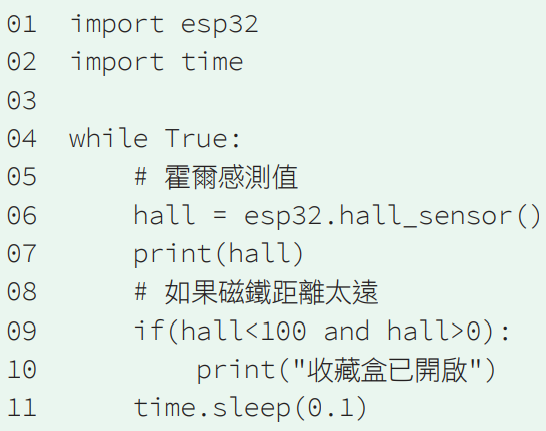 01  import esp32
02  import time
03
04  while True:
05      # 霍爾感測值
06      hall = esp32.hall_sensor()
07      print(hall)
08      # 如果磁鐵距離太遠
09      if(hall<100 and hall>0):
10          print("收藏盒已開啟")
11      time.sleep(0.1)